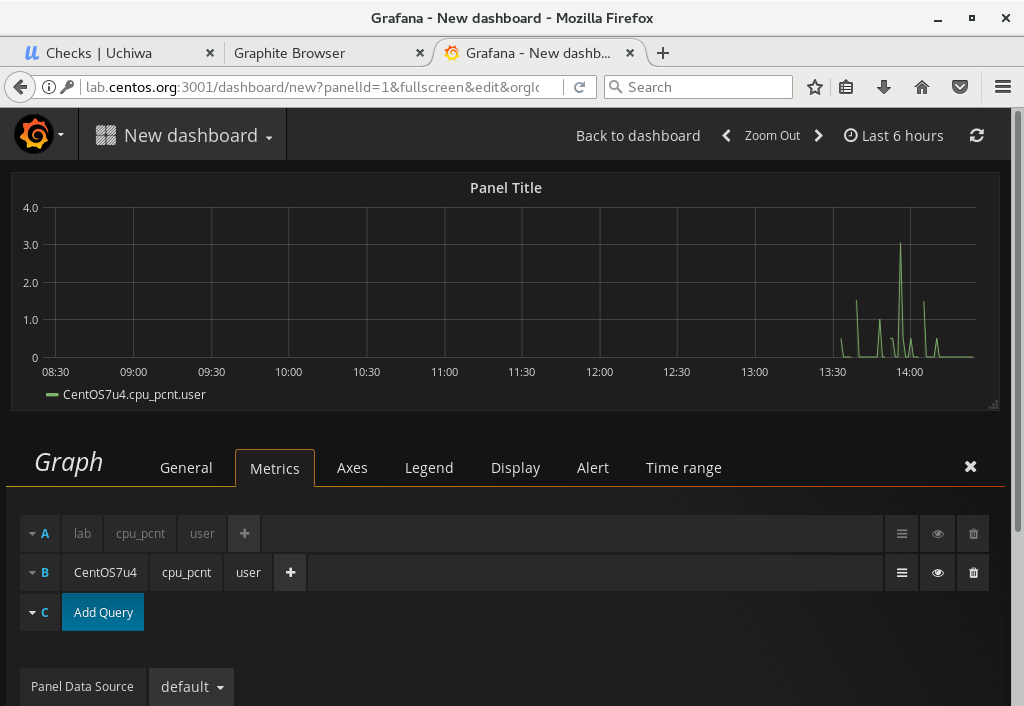 Grafana - New dashboard - Mozilla Firefox
Checks | Uchiwa
Graphite Browser
Grafana - New dashb...
lab.centos.org:3001/dashboard/new?panelId=1&fullscreen&edit&orgIc
Search
New dashboard
Back to dashboard
Zoom Out
Last 6 hours
Panel Title
4.0
3.0
2.0
1.0
0
08:30 09:00 09:30 10:00 10:30 11:00 11:30 12:00 12:30 13:00 13:30 14:00
CentOS7u4.cpu_pcnt.user
Graph
General Metrics Axes Legend Display Alert Time range
A lab cpu_pcnt user
B CentOS7u4 cpu_pcnt user
C Add Query
Panel Data Source default